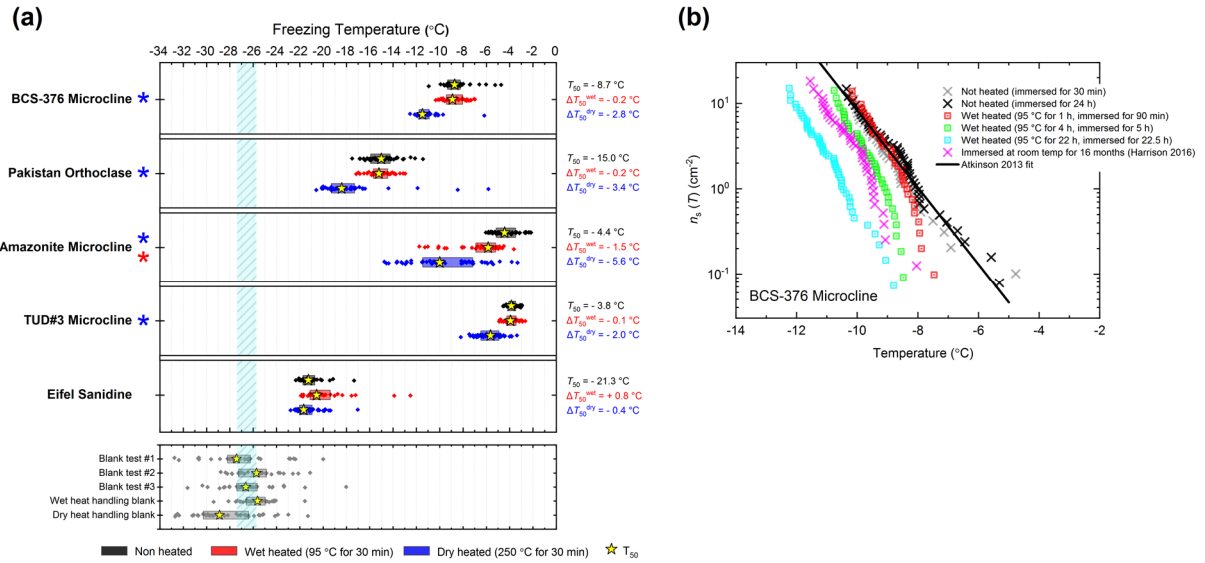 (a)
Freezing Temperature (°C)
-34 -32 -30 -28 -26 -24 -22 -20 -18 -16 -14 -12 -10 -8 -6 -4 -2 0
BCS-376 Microcline *
T50 = - 8.7 °C
ΔT50wet = - 0.2 °C
ΔT50dry = - 2.8 °C
Pakistan Orthoclase *
T50 = - 15.0 °C
ΔT50wet = - 0.2 °C
ΔT50dry = - 3.4 °C
Amazonite Microcline * *
T50 = - 4.4 °C
ΔT50wet = - 1.5 °C
ΔT50dry = - 5.6 °C
TUD#3 Microcline *
T50 = - 3.8 °C
ΔT50wet = - 0.1 °C
ΔT50dry = - 2.0 °C
Eifel Sanidine
T50 = - 21.3 °C
ΔT50wet = + 0.8 °C
ΔT50dry = - 0.4 °C
Blank test #1
Blank test #2
Blank test #3
Wet heat handling blank
Dry heat handling blank
Non heated Wet heated (95 °C for 30 min) Dry heated (250 °C for 30 min) T50
(b)
ns (T) (cm-2)
10^1
10^0
10^-1
Not heated (immersed for 30 min)
Not heated (immersed for 24 h)
Wet heated (95 °C for 1 h, immersed for 90 min)
Wet heated (95 °C for 4 h, immersed for 5 h)
Wet heated (95 °C for 22 h, immersed for 22.5 h)
Immersed at room temp for 16 months (Harrison 2016)
Atkinson 2013 fit
BCS-376 Microcline
-14 -12 -10 -8 -6 -4 -2
Temperature (°C)